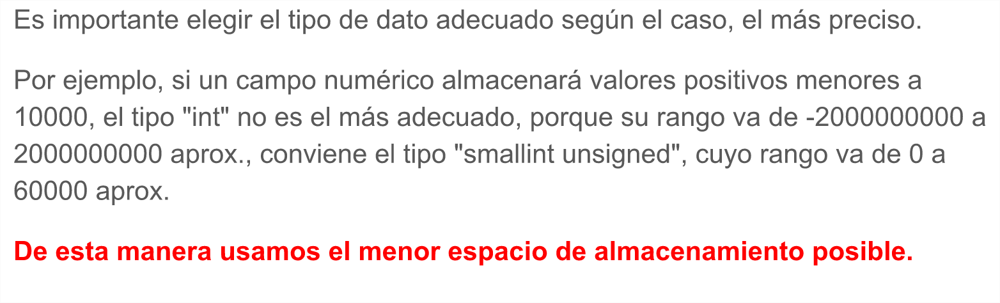 Es importante elegir el tipo de dato adecuado según el caso, el más preciso.
Por ejemplo, si un campo numérico almacenará valores positivos menores a
10000, el tipo "int" no es el más adecuado, porque su rango va de -2000000000 a
2000000000 aprox., conviene el tipo "smallint unsigned", cuyo rango va de 0 a
60000 aprox.
De esta manera usamos el menor espacio de almacenamiento posible.